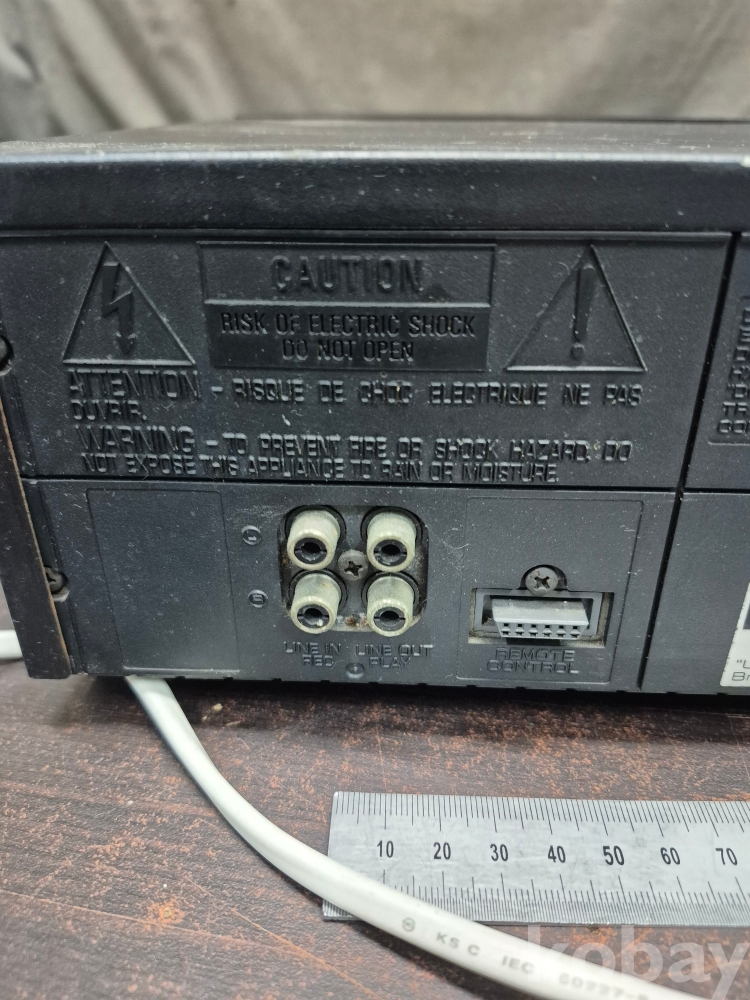 CAUTION
RISK OF ELECTRIC SHOCK
DO NOT OPEN
ATTENTION - RISQUE DE CHOC ELECTRIQUE NE PAS
OUVRIR.
WARNING - TO PREVENT FIRE OR SHOCK HAZARD, DO
NOT EXPOSE THIS APPLIANCE TO RAIN OR MOISTURE.
L
R
LINE IN LINE OUT
REC PLAY
REMOTE
CONTROL
10 20 30 40 50 60 70
KS C IEC 60227
kobay